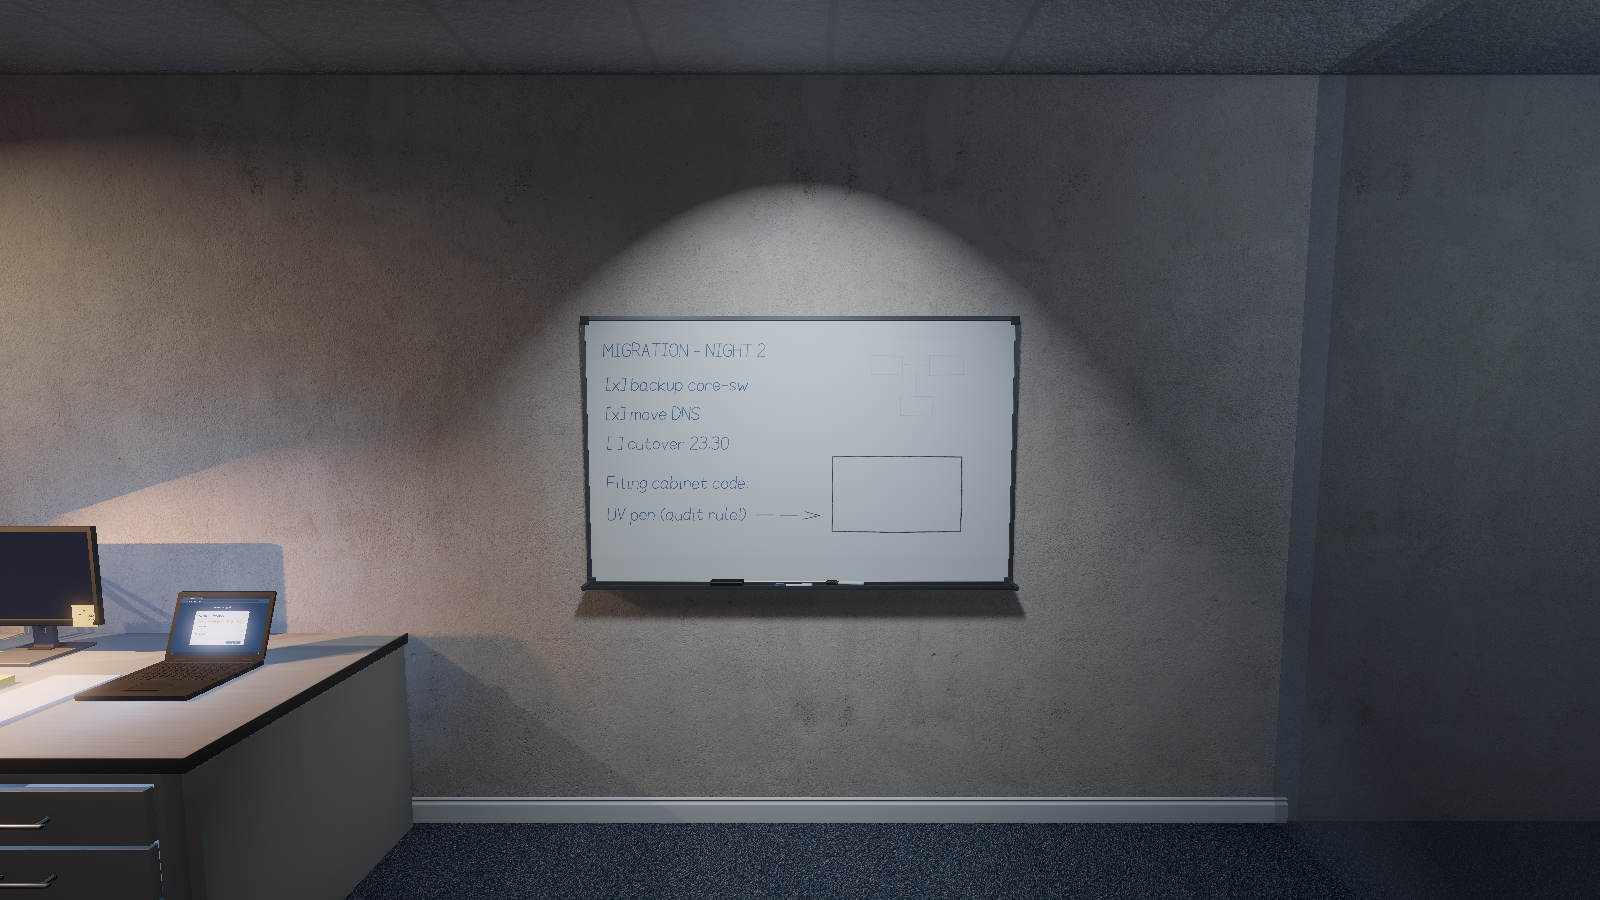 MIGRATION - NIGHT 2
[x] backup core-sw
[x] move DNS
[ ] cutover 23:30
Filing cabinet code:
UV pen (audit rule!)